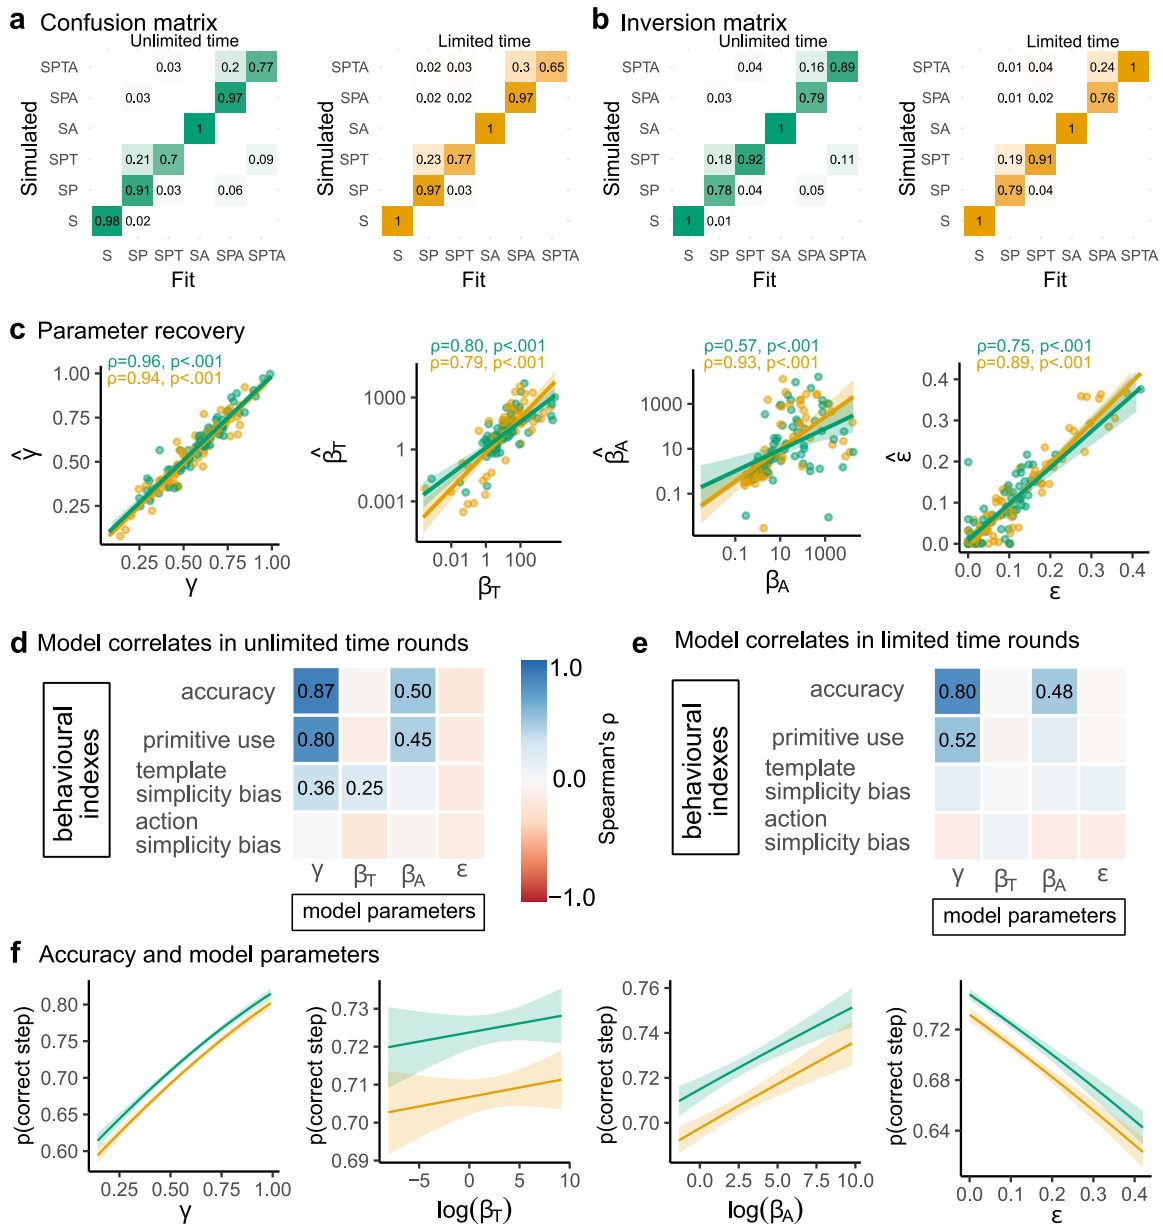 a Confusion matrix
Unlimited time
Limited time
Simulated
SPTA
SPA
SA
SPT
SP
S
0.03 0.2 0.77
0.03 0.97
1
0.21 0.7 0.09
0.91 0.03 0.06
0.98 0.02
S SP SPT SA SPA SPTA
0.02 0.03 0.3 0.65
0.02 0.02 0.97
1
0.23 0.77
0.97 0.03
1
S SP SPT SA SPA SPTA
Fit
b Inversion matrix
Unlimited time
Limited time
Simulated
SPTA
SPA
SA
SPT
SP
S
0.04 0.16 0.89
0.03 0.79
1
0.18 0.92 0.11
0.78 0.04 0.05
1 0.01
S SP SPT SA SPA SPTA
0.01 0.04 0.24 1
0.01 0.02 0.76
1
0.19 0.91
0.79 0.04
1
S SP SPT SA SPA SPTA
Fit
c Parameter recovery
ρ=0.96, p<.001
ρ=0.94, p<.001
1.00
0.75
0.50
0.25
γ̂
0.25 0.50 0.75 1.00
γ
ρ=0.80, p<.001
ρ=0.79, p<.001
1000
1
0.001
β̂T
0.01 1 100
βT
ρ=0.57, p<.001
ρ=0.93, p<.001
1000
10
0.1
β̂A
0.1 10 1000
βA
ρ=0.75, p<.001
ρ=0.89, p<.001
0.4
0.3
0.2
0.1
0.0
ε̂
0.0 0.1 0.2 0.3 0.4
ε
d Model correlates in unlimited time rounds
behavioural
indexes
accuracy 0.87 0.50
primitive use 0.80 0.45
template
simplicity bias 0.36 0.25
action
simplicity bias
γ βT βA ε
model parameters
1.0
0.0
−1.0
Spearman's ρ
e Model correlates in limited time rounds
behavioural
indexes
accuracy 0.80 0.48
primitive use 0.52
template
simplicity bias
action
simplicity bias
γ βT βA ε
model parameters
f Accuracy and model parameters
p(correct step)
0.80
0.75
0.70
0.65
0.60
0.25 0.50 0.75 1.00
γ
p(correct step)
0.73
0.72
0.71
0.70
0.69
−5 0 5 10
log(βT)
p(correct step)
0.76
0.74
0.72
0.70
0.0 2.5 5.0 7.5 10.0
log(βA)
p(correct step)
0.72
0.68
0.64
0.0 0.1 0.2 0.3 0.4
ε